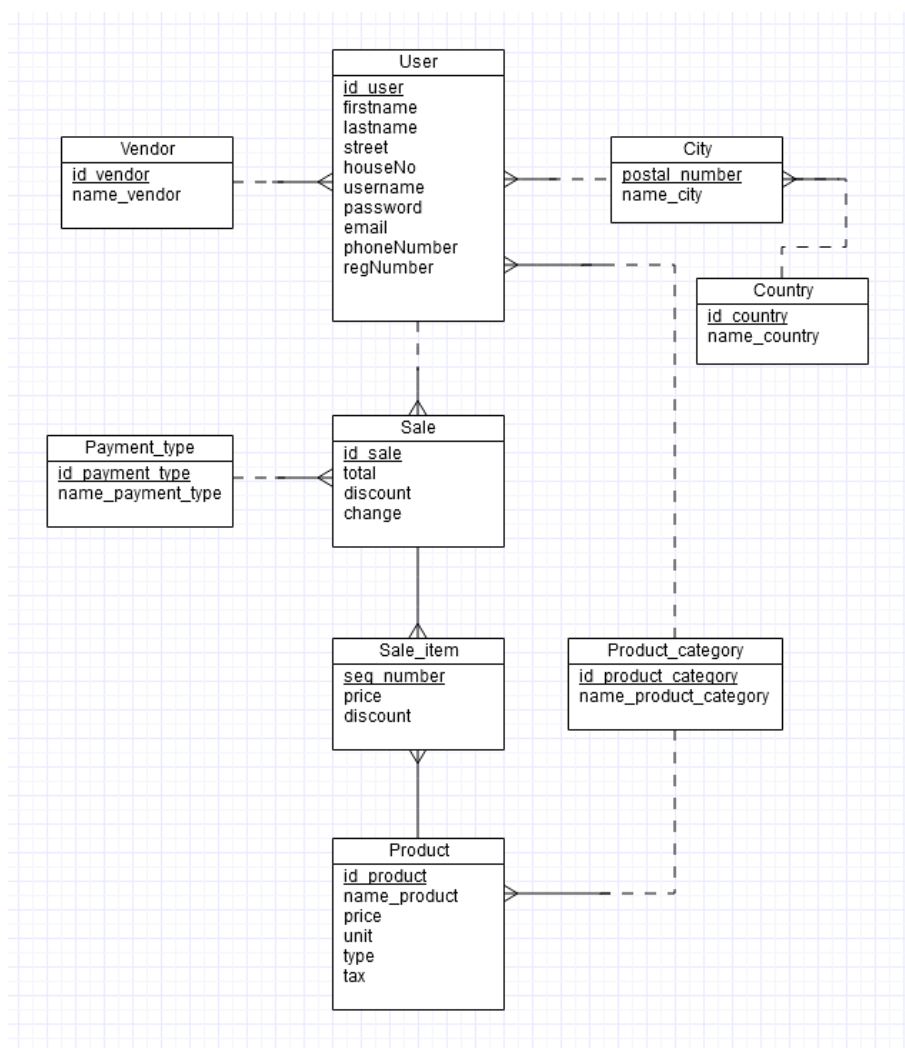 User
id_user
firstname
lastname
street
houseNo
username
password
email
phoneNumber
regNumber
Vendor
id_vendor
name_vendor
City
postal_number
name_city
Country
id_country
name_country
Sale
id_sale
total
discount
change
Payment_type
id_payment_type
name_payment_type
Sale_item
seq_number
price
discount
Product_category
id_product_category
name_product_category
Product
id_product
name_product
price
unit
type
tax